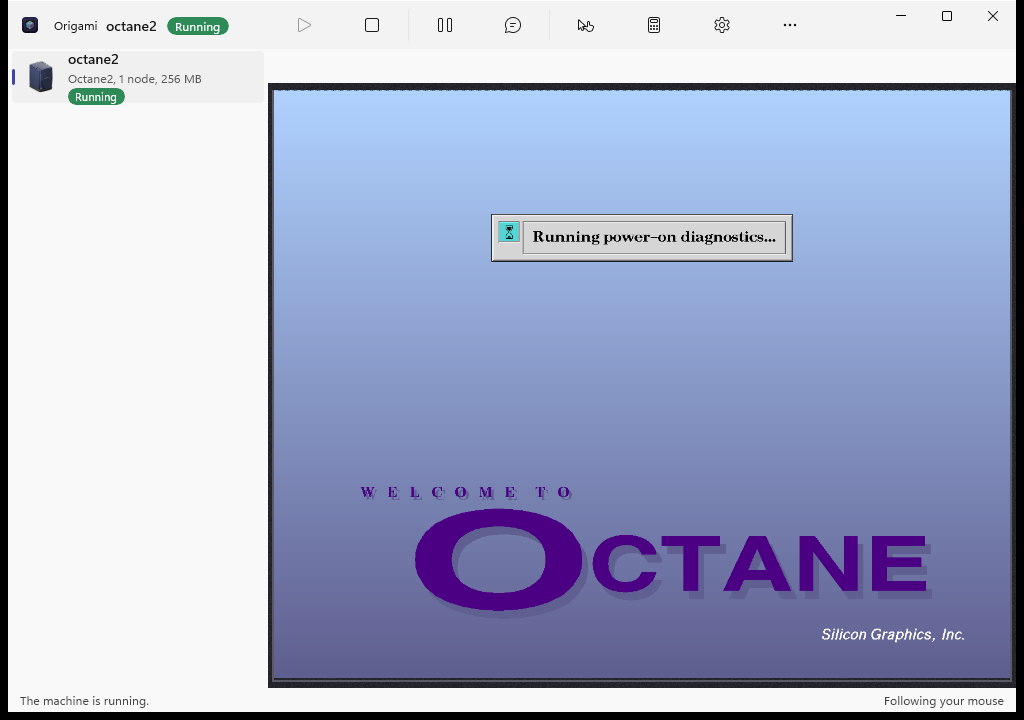 Origami octane2 Running
octane2
Octane2, 1 node, 256 MB
Running
Running power-on diagnostics...
WELCOME TO
OCTANE
Silicon Graphics, Inc.
The machine is running.
Following your mouse